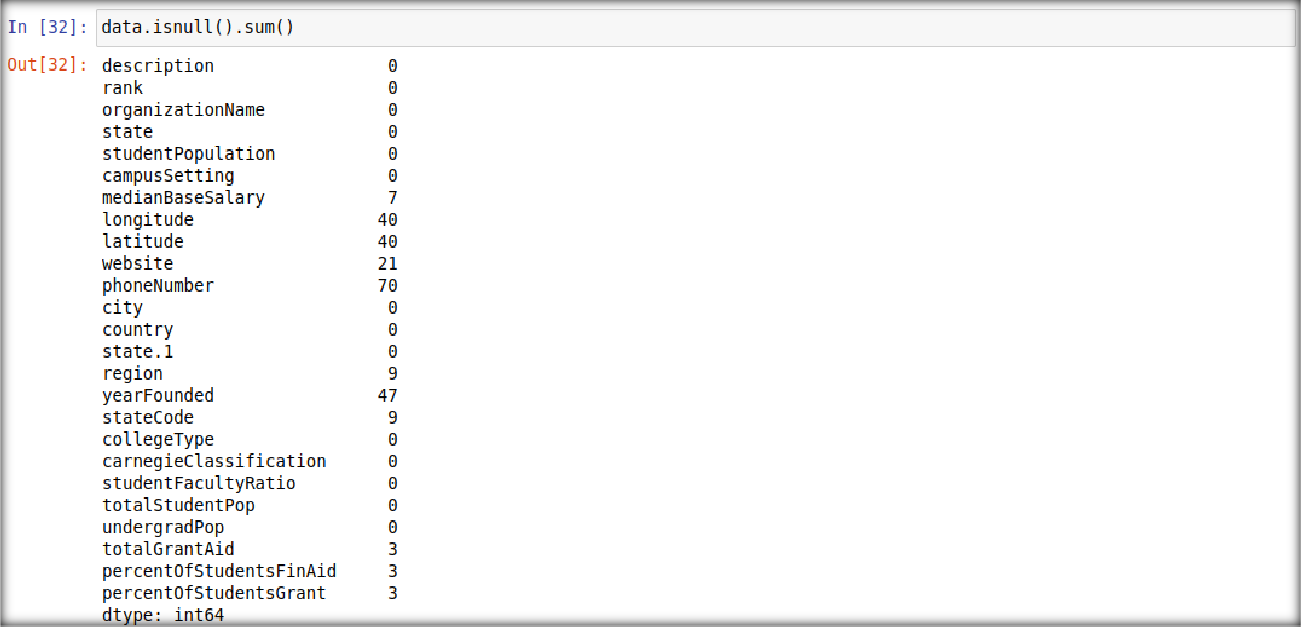 In [32]: data.isnull().sum()
Out[32]: description 0
rank 0
organizationName 0
state 0
studentPopulation 0
campusSetting 0
medianBaseSalary 7
longitude 40
latitude 40
website 21
phoneNumber 70
city 0
country 0
state.1 0
region 9
yearFounded 47
stateCode 9
collegeType 0
carnegieClassification 0
studentFacultyRatio 0
totalStudentPop 0
undergradPop 0
totalGrantAid 3
percentOfStudentsFinAid 3
percentOfStudentsGrant 3
dtype: int64